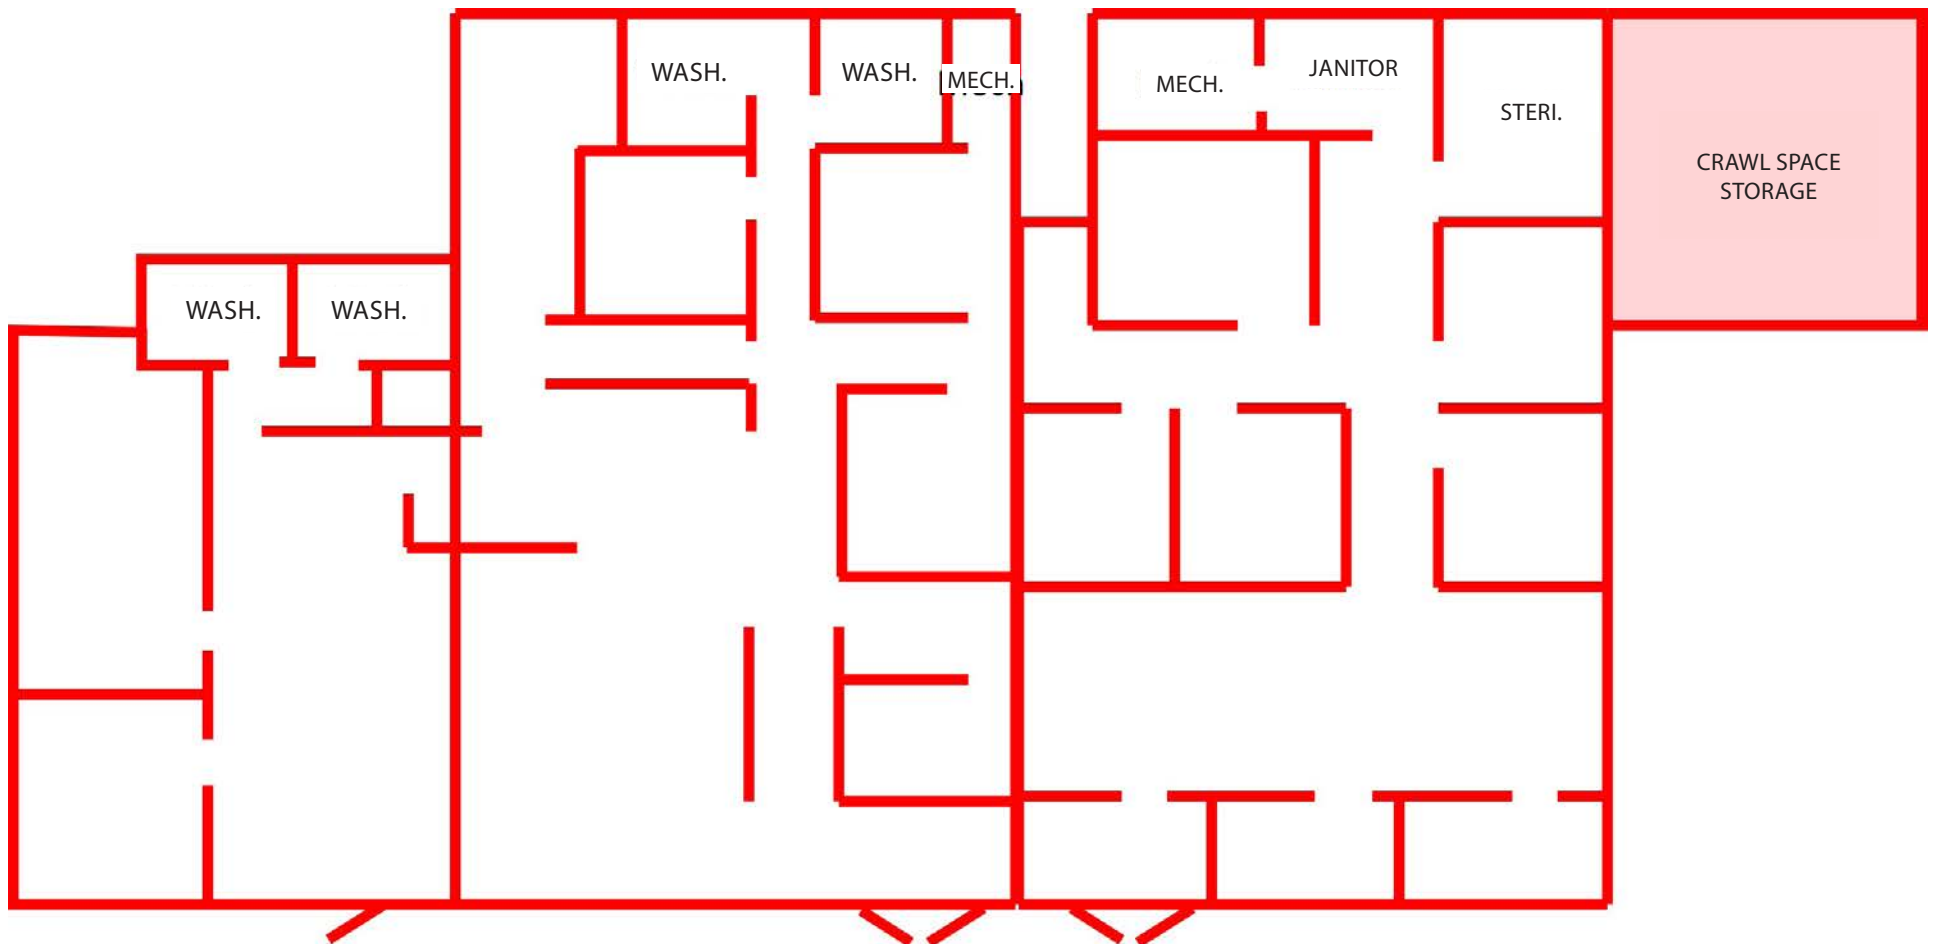 WASH.
WASH.
MECH.
MECH.
JANITOR
STERI.
CRAWL SPACE
STORAGE
WASH.
WASH.